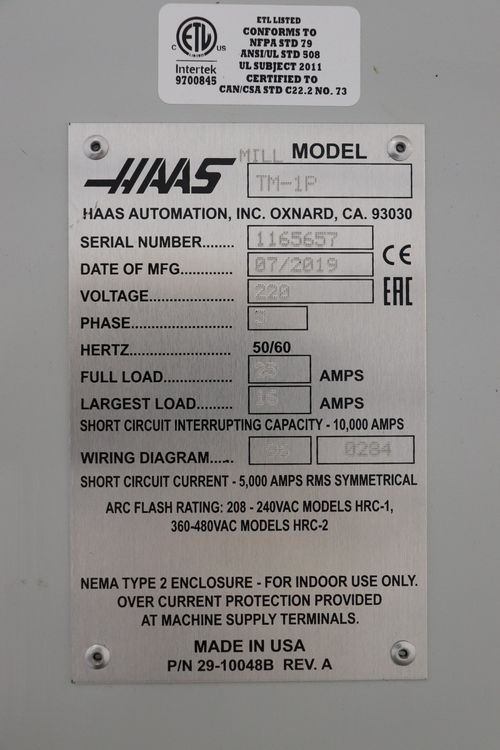 ETL LISTED
CONFORMS TO
NFPA STD 79
ANSI/UL STD 508
UL SUBJECT 2011
CERTIFIED TO
CAN/CSA STD C22.2 NO. 73
C ETL US
Intertek
9700845
HAAS MILL MODEL
TM-1P
HAAS AUTOMATION, INC. OXNARD, CA. 93030
SERIAL NUMBER........ 1165657
DATE OF MFG............. 07/2019
VOLTAGE..................... 220
PHASE......................... 3
HERTZ......................... 50/60
FULL LOAD................. 25 AMPS
LARGEST LOAD......... 16 AMPS
SHORT CIRCUIT INTERRUPTING CAPACITY - 10,000 AMPS
WIRING DIAGRAM...... 0284
SHORT CIRCUIT CURRENT - 5,000 AMPS RMS SYMMETRICAL
ARC FLASH RATING: 208 - 240VAC MODELS HRC-1,
360-480VAC MODELS HRC-2
NEMA TYPE 2 ENCLOSURE - FOR INDOOR USE ONLY.
OVER CURRENT PROTECTION PROVIDED
AT MACHINE SUPPLY TERMINALS.
MADE IN USA
P/N 29-10048B REV. A
CE
EAC